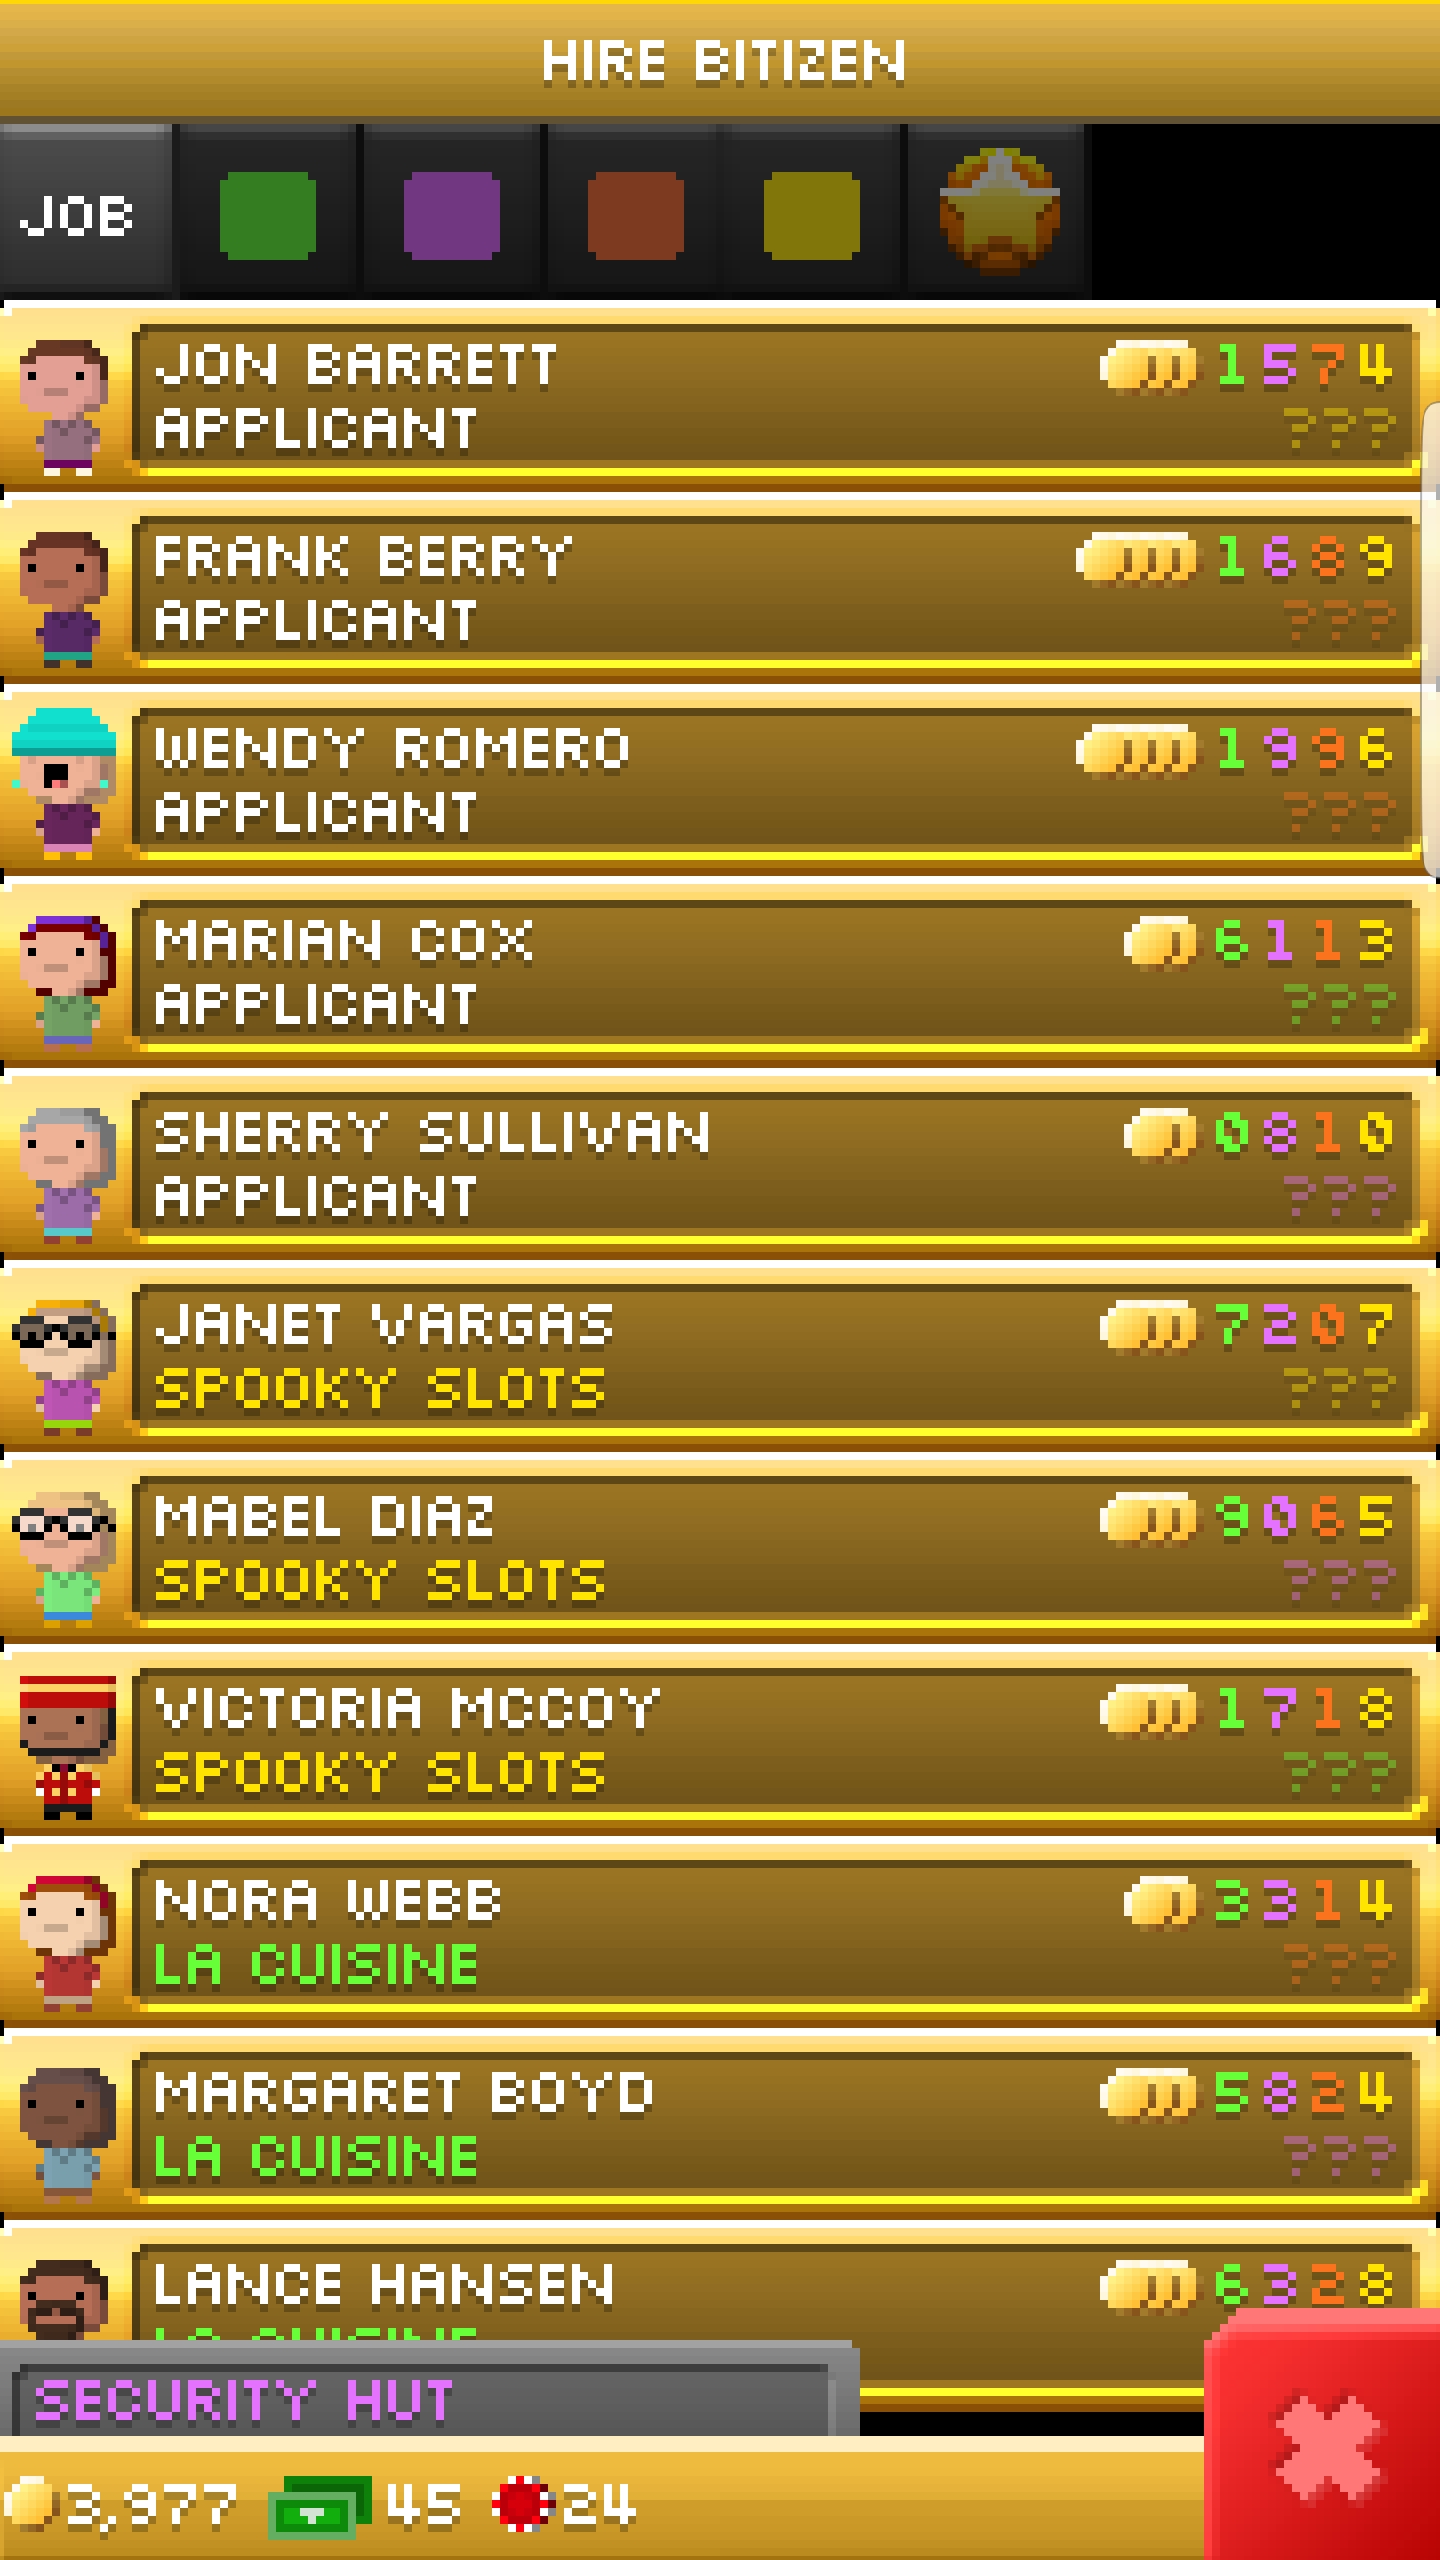 HIRE BITIZEN
JOB
JON BARRETT 1574
APPLICANT ???
FRANK BERRY 1689
APPLICANT ???
WENDY ROMERO 1996
APPLICANT ???
MARIAN COX 6113
APPLICANT ???
SHERRY SULLIVAN 0810
APPLICANT ???
JANET VARGAS 7207
SPOOKY SLOTS ???
MABEL DIAZ 9065
SPOOKY SLOTS ???
VICTORIA MCCOY 1718
SPOOKY SLOTS ???
NORA WEBB 3314
LA CUISINE ???
MARGARET BOYD 5824
LA CUISINE ???
LANCE HANSEN 6328
LA CUISINE
SECURITY HUT
3,977 45 24